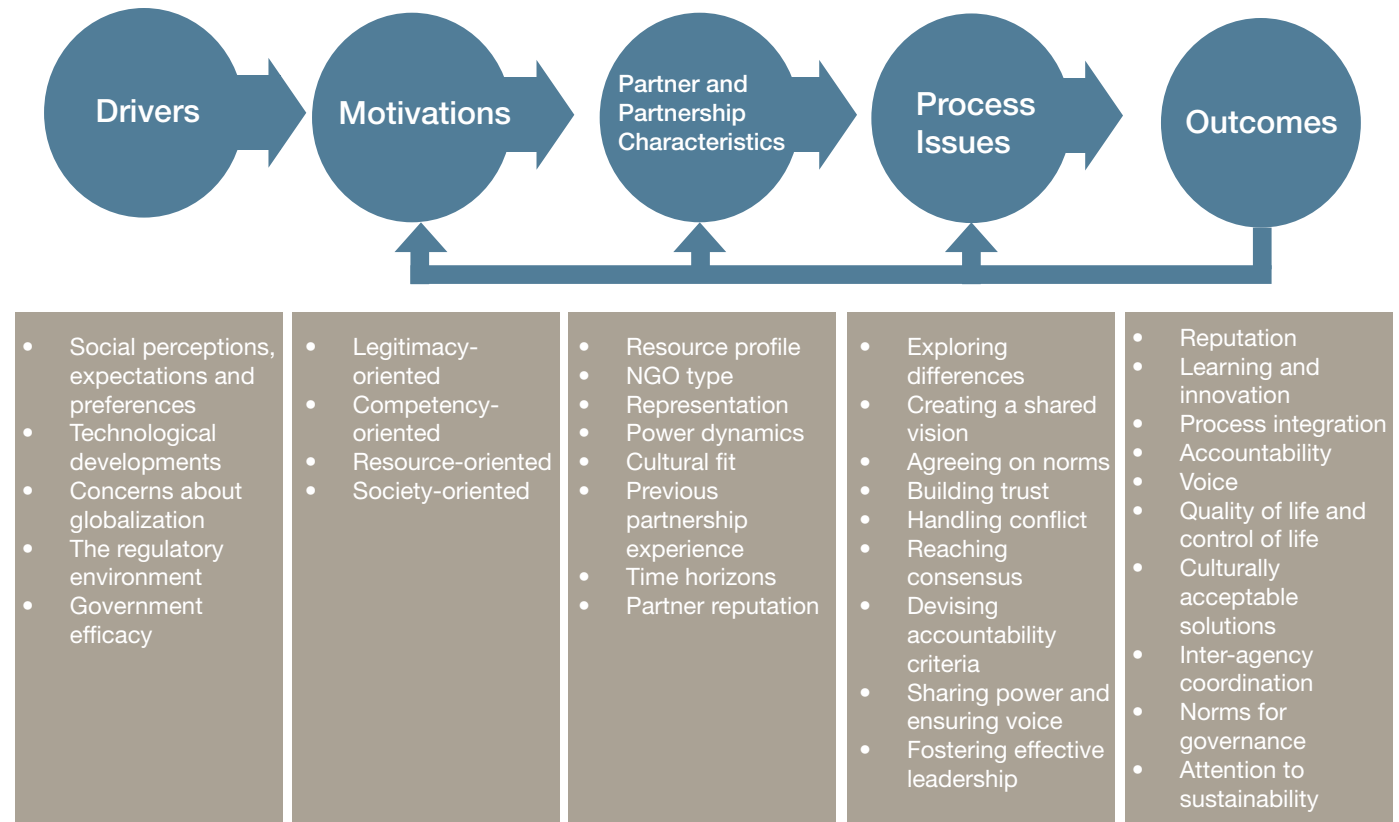 Drivers
Motivations
Partner and
Partnership
Characteristics
Process
Issues
Outcomes
• Social perceptions,
expectations and
preferences
• Technological
developments
• Concerns about
globalization
• The regulatory
environment
• Government
efficacy
• Legitimacy-
oriented
• Competency-
oriented
• Resource-oriented
• Society-oriented
• Resource profile
• NGO type
• Representation
• Power dynamics
• Cultural fit
• Previous
partnership
experience
• Time horizons
• Partner reputation
• Exploring
differences
• Creating a shared
vision
• Agreeing on norms
• Building trust
• Handling conflict
• Reaching
consensus
• Devising
accountability
criteria
• Sharing power and
ensuring voice
• Fostering effective
leadership
• Reputation
• Learning and
innovation
• Process integration
• Accountability
• Voice
• Quality of life and
control of life
• Culturally
acceptable
solutions
• Inter-agency
coordination
• Norms for
governance
• Attention to
sustainability